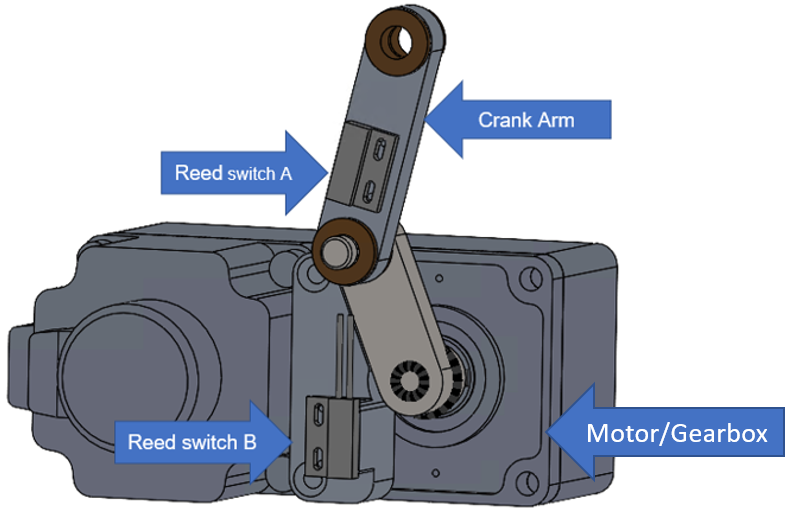 Crank Arm
Reed switch A
Reed switch B
Motor/Gearbox